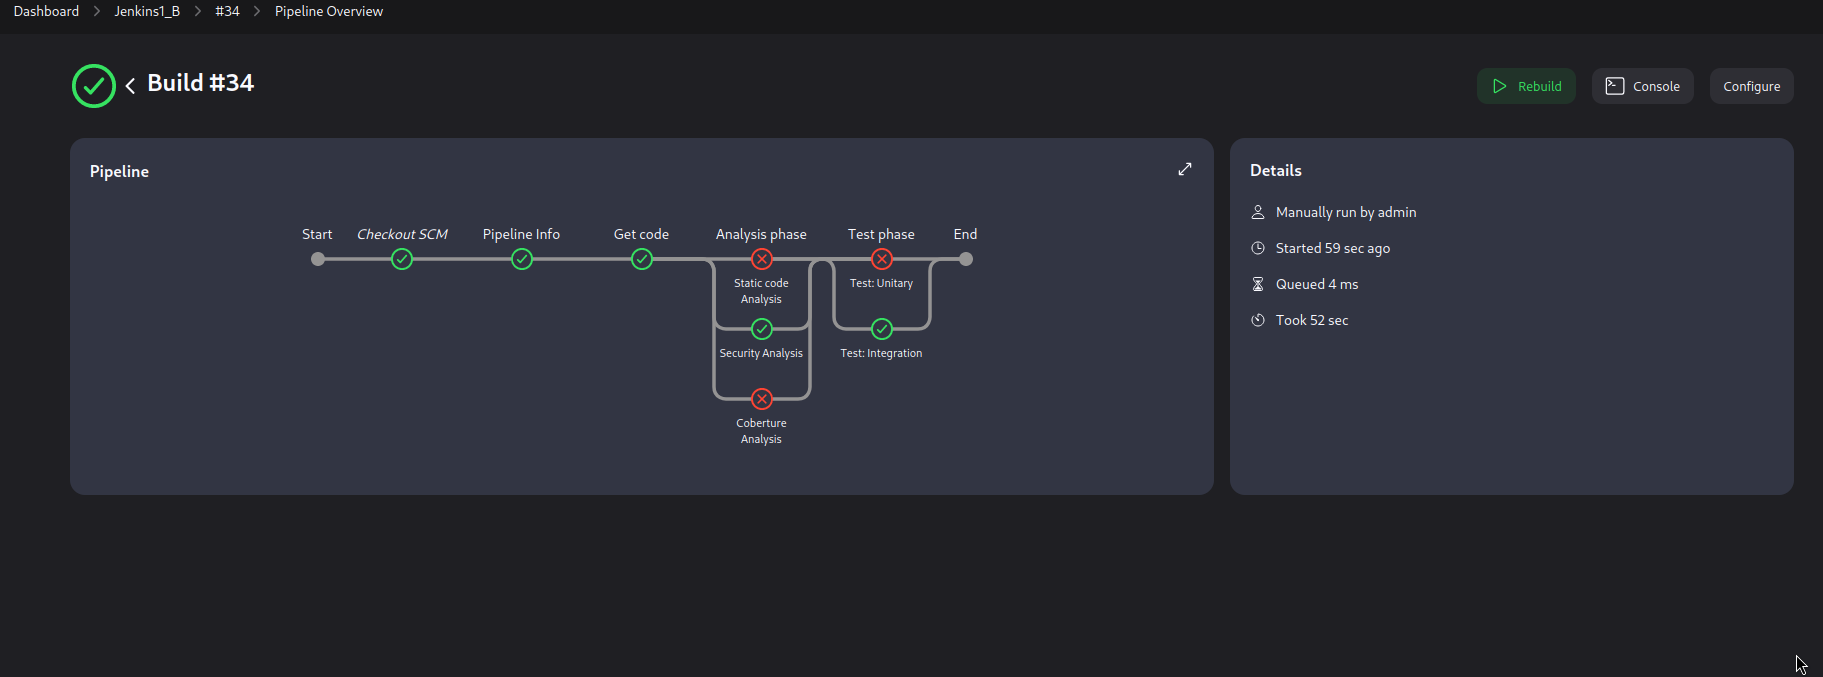 Dashboard > Jenkins1_B > #34 > Pipeline Overview
Build #34
Rebuild
Console
Configure
Pipeline
Start
Checkout SCM
Pipeline Info
Get code
Analysis phase
Test phase
End
Static code
Analysis
Test: Unitary
Security Analysis
Test: Integration
Coberture
Analysis
Details
Manually run by admin
Started 59 sec ago
Queued 4 ms
Took 52 sec